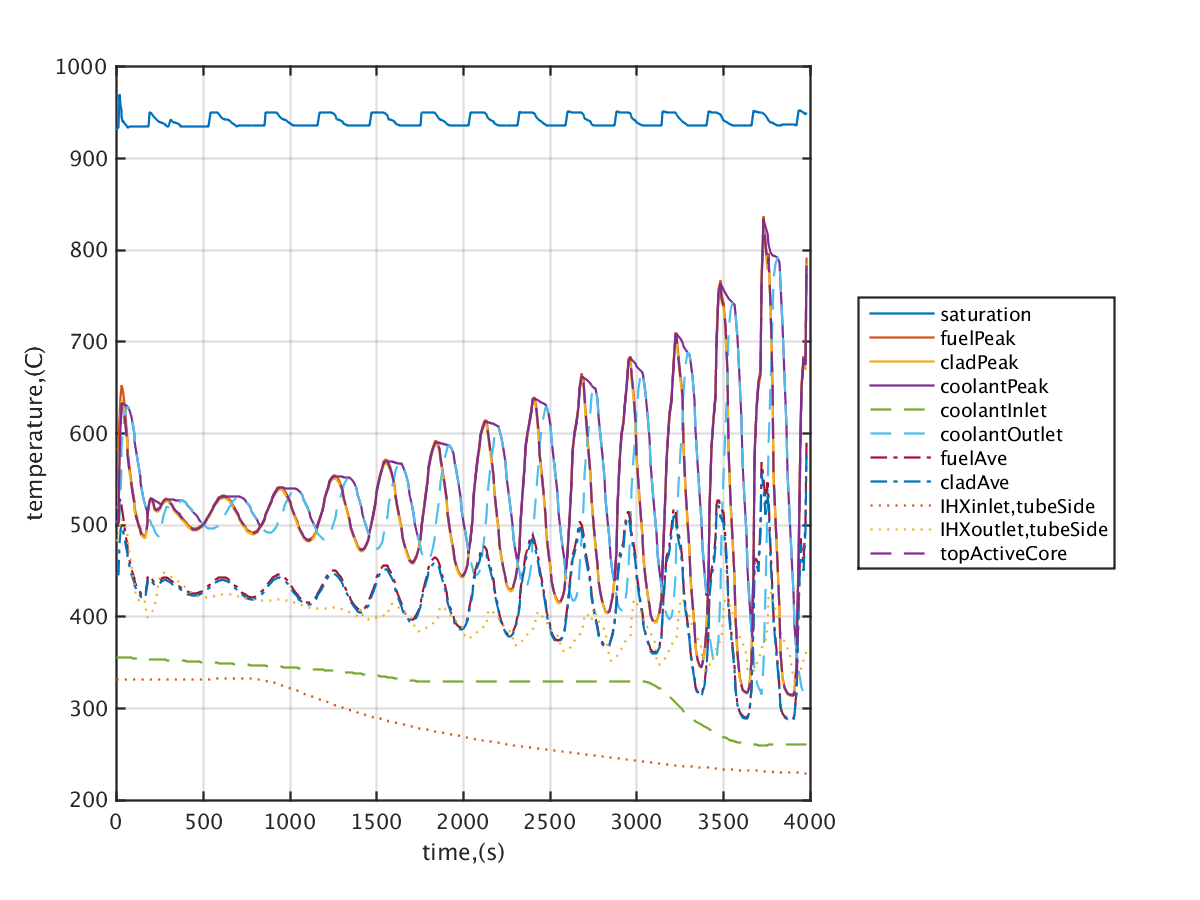 1000
900
800
700
600
500
400
300
200
temperature,(C)
0 500 1000 1500 2000 2500 3000 3500 4000
time,(s)
saturation
fuelPeak
cladPeak
coolantPeak
coolantInlet
coolantOutlet
fuelAve
cladAve
IHXinlet,tubeSide
IHXoutlet,tubeSide
topActiveCore